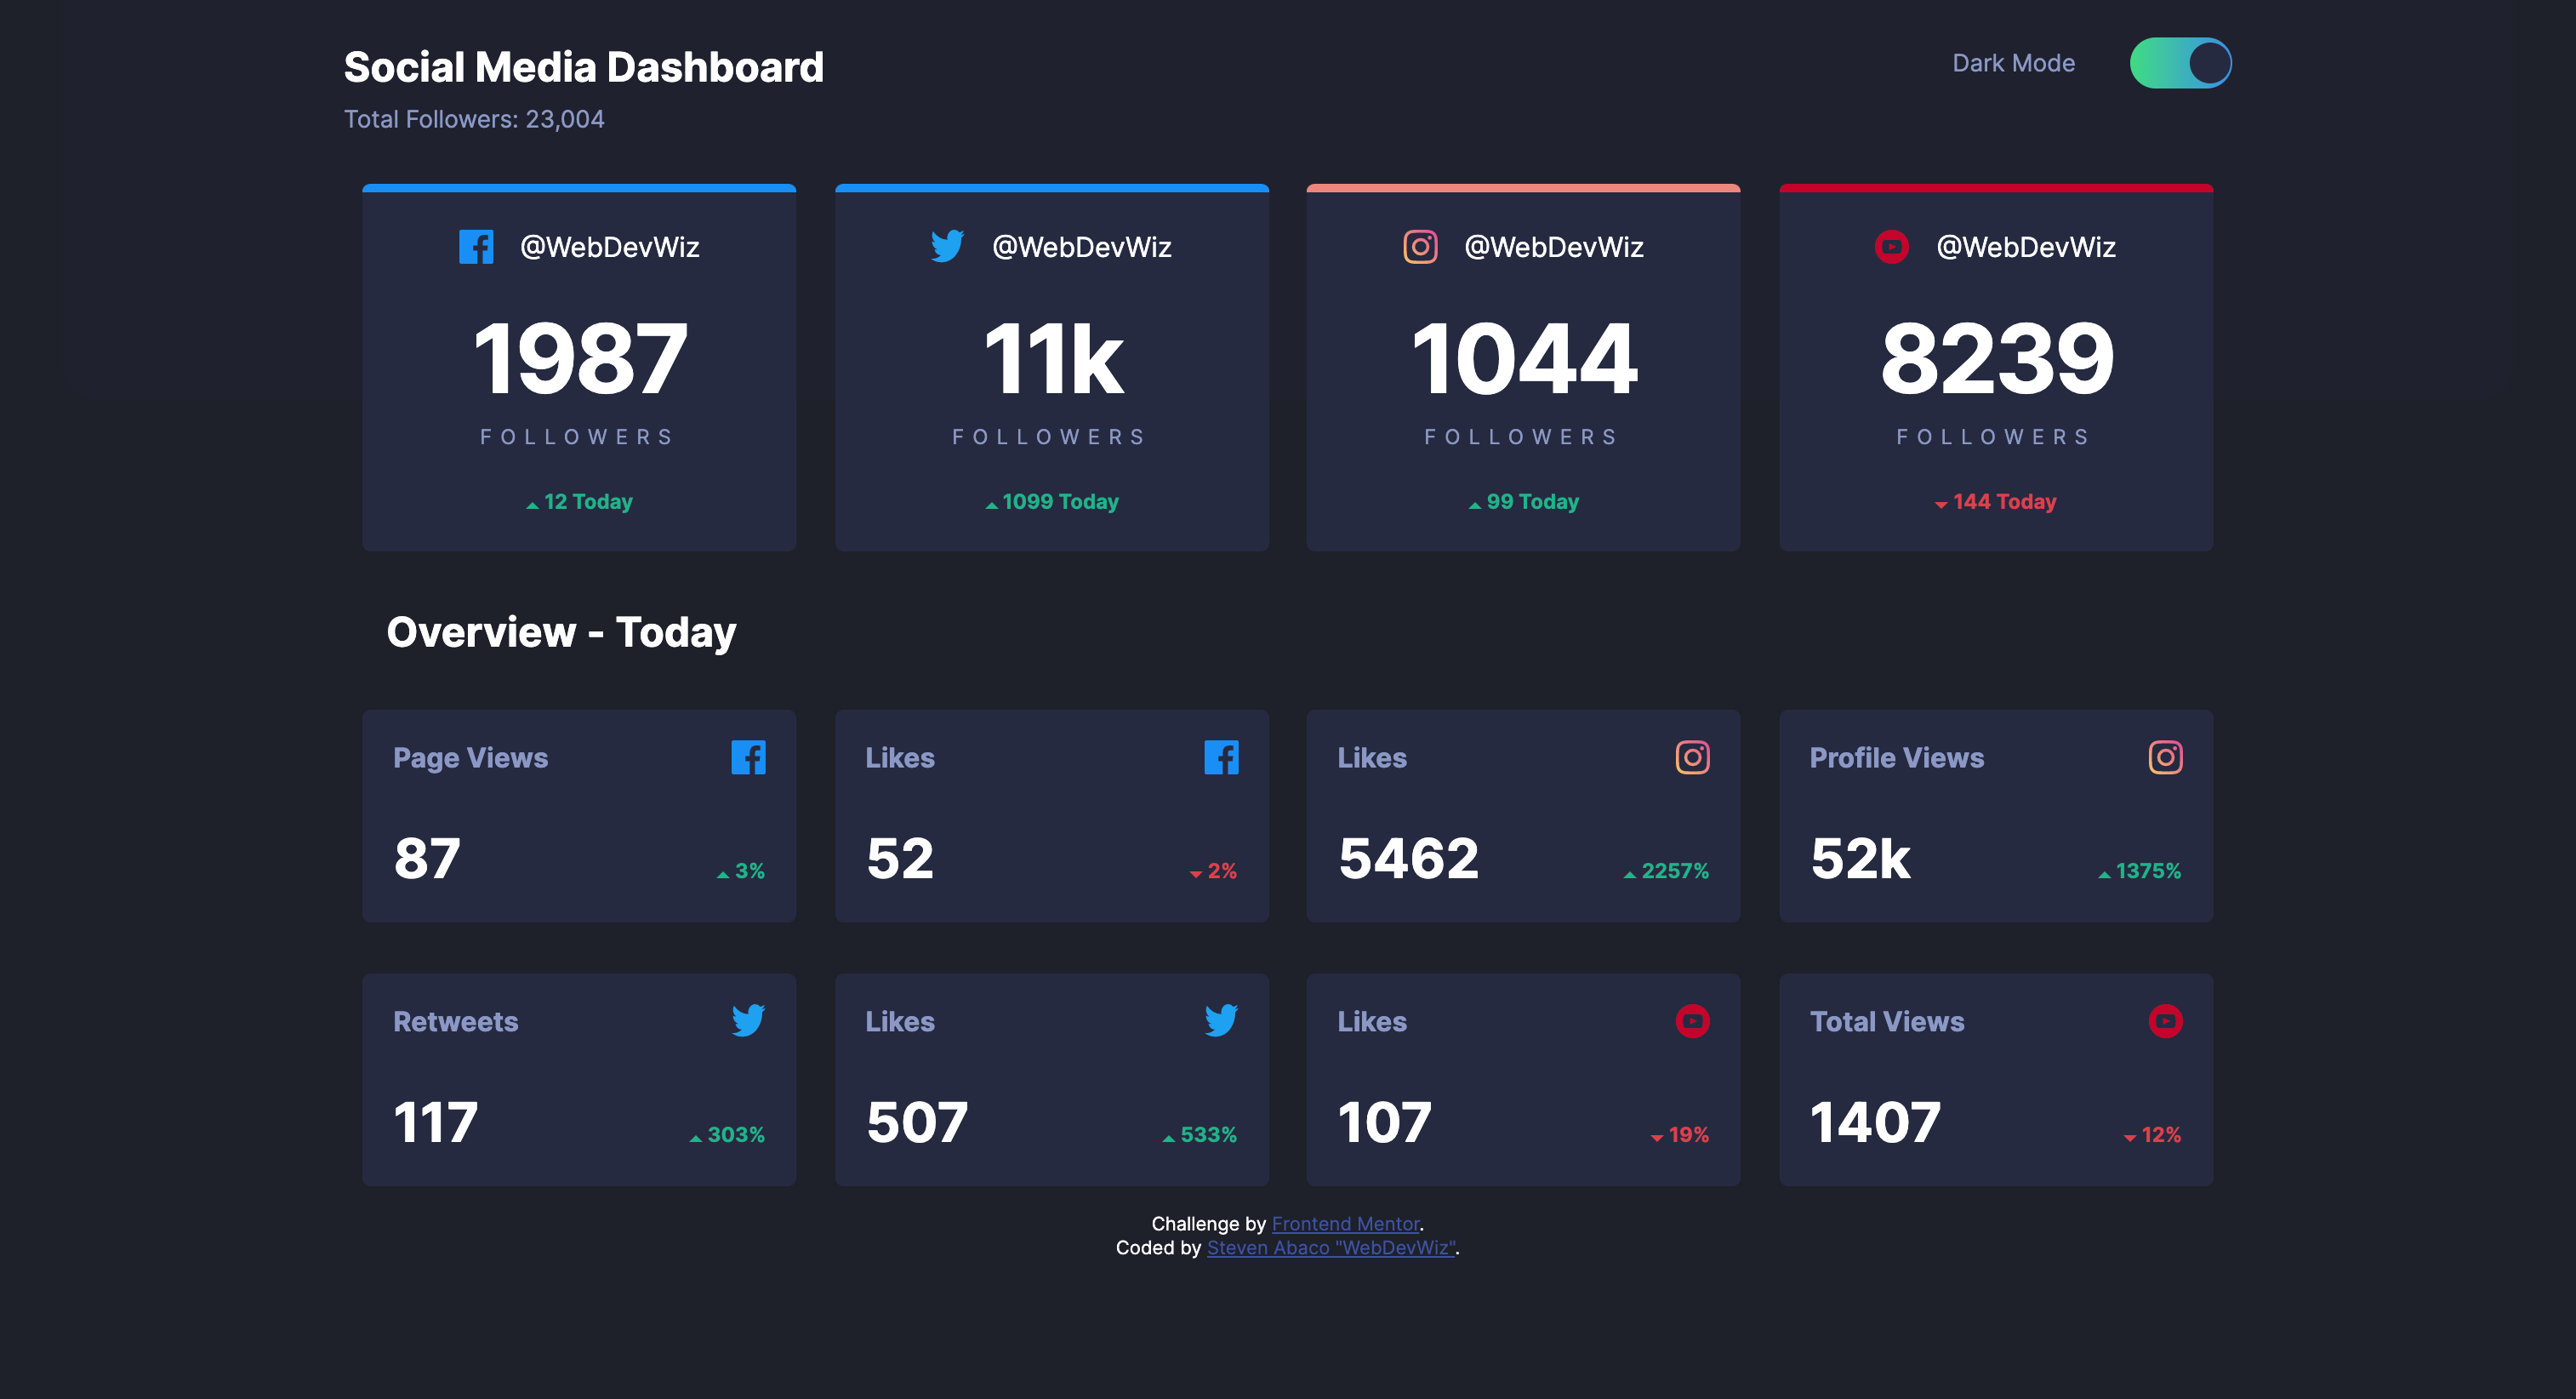 Social Media Dashboard
Dark Mode
Total Followers: 23,004
@WebDevWiz
1987
FOLLOWERS
12 Today
@WebDevWiz
11k
FOLLOWERS
1099 Today
@WebDevWiz
1044
FOLLOWERS
99 Today
@WebDevWiz
8239
FOLLOWERS
144 Today
Overview - Today
Page Views
87
3%
Likes
52
2%
Likes
5462
2257%
Profile Views
52k
1375%
Retweets
117
303%
Likes
507
533%
Likes
107
19%
Total Views
1407
12%
Challenge by Frontend Mentor.
Coded by Steven Abaco "WebDevWiz".